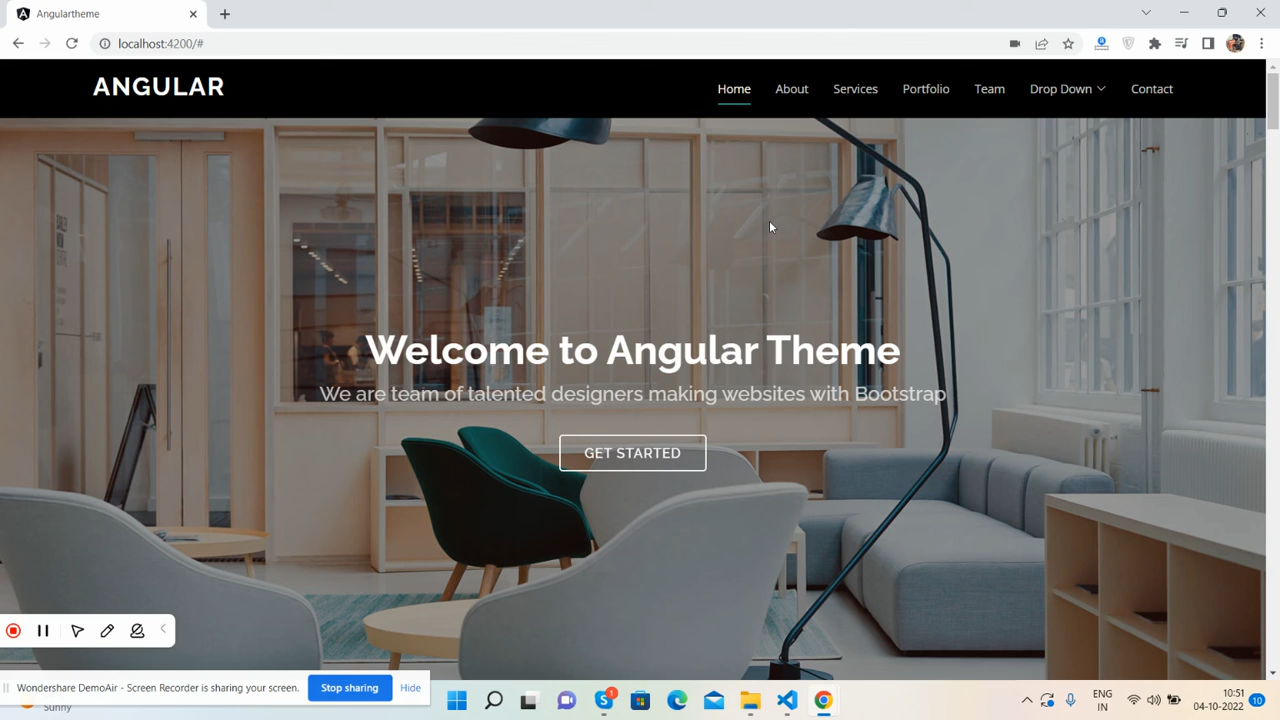 Angulartheme
localhost:4200/#
ANGULAR
Home About Services Portfolio Team Drop Down Contact
Welcome to Angular Theme
We are team of talented designers making websites with Bootstrap
GET STARTED
Wondershare DemoAir - Screen Recorder is sharing your screen. Stop sharing Hide
Sunny
1
ENG
IN
10:51
04-10-2022
10